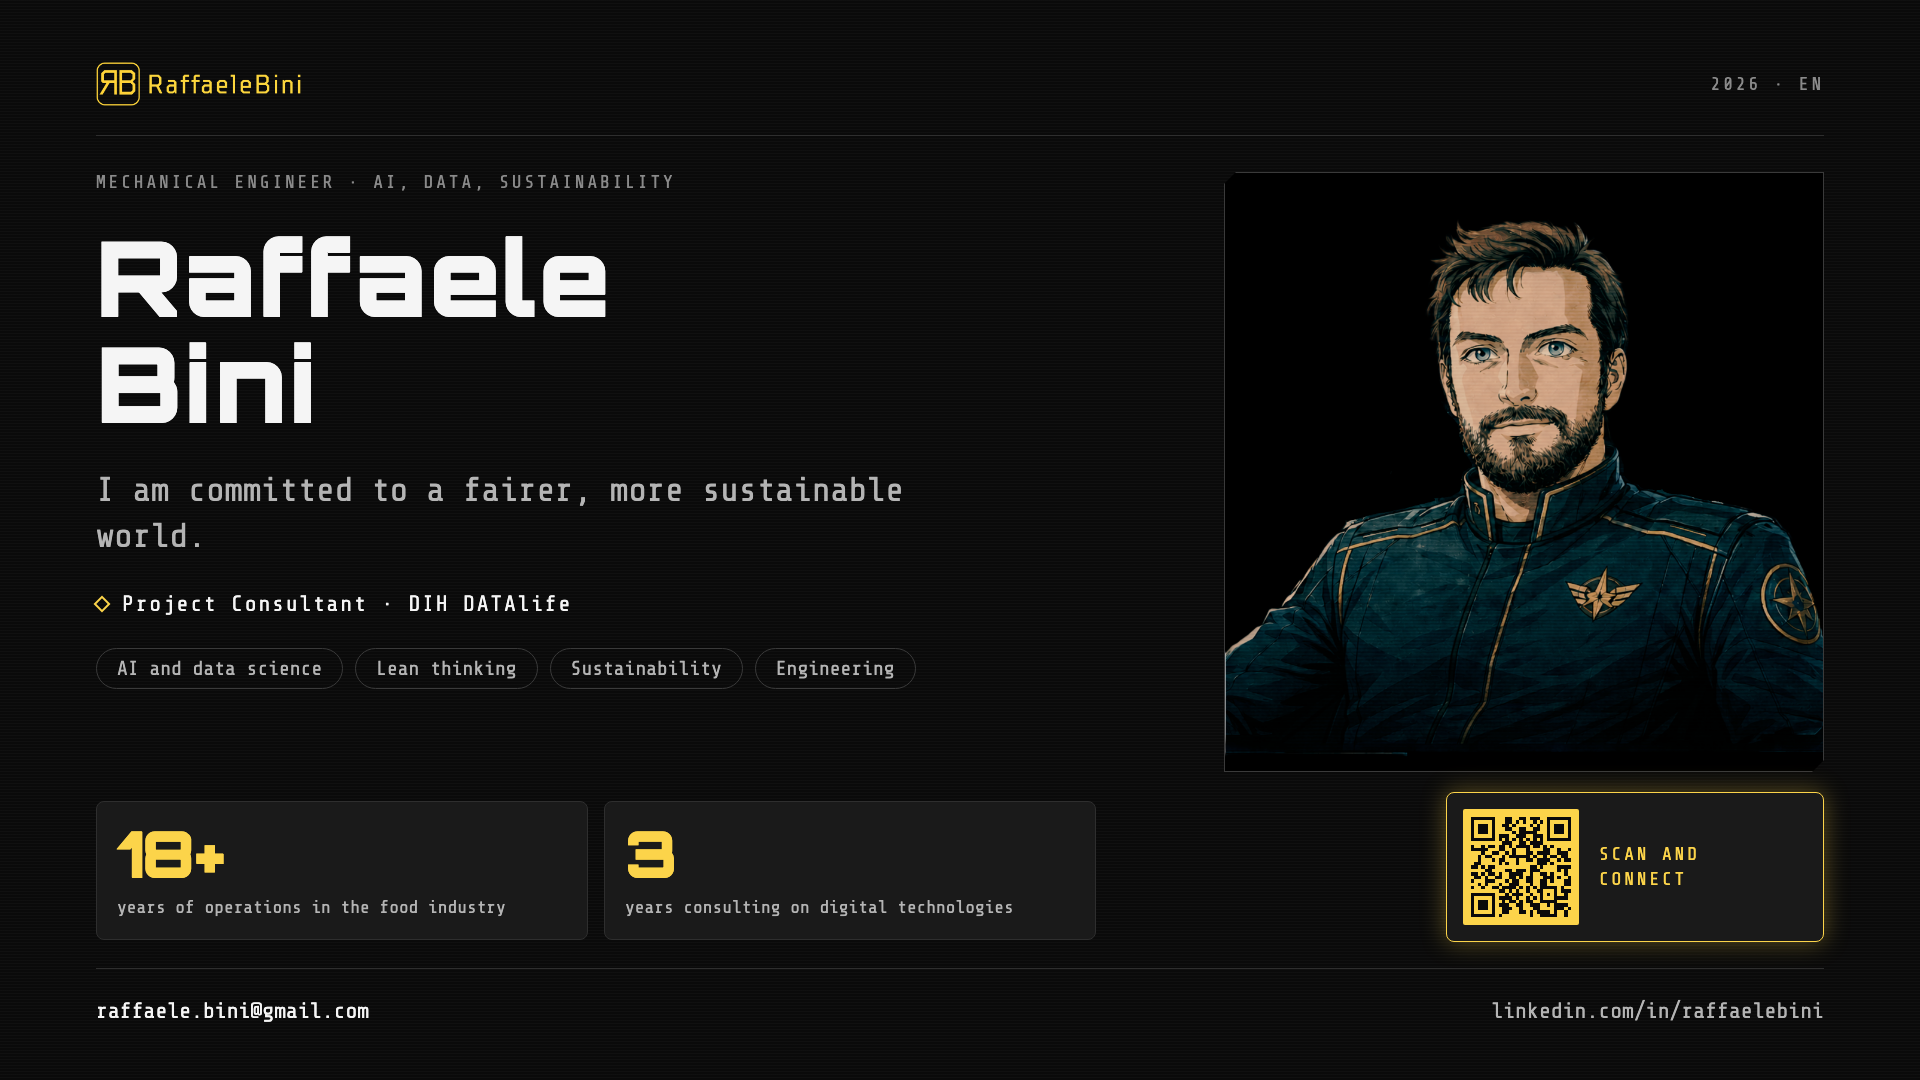 RB RaffaeleBini
2026 · EN
MECHANICAL ENGINEER · AI, DATA, SUSTAINABILITY
Raffaele
Bini
I am committed to a fairer, more sustainable
world.
Project Consultant · DIH DATAlife
AI and data science
Lean thinking
Sustainability
Engineering
18+
years of operations in the food industry
3
years consulting on digital technologies
SCAN AND
CONNECT
raffaele.bini@gmail.com
linkedin.com/in/raffaelebini